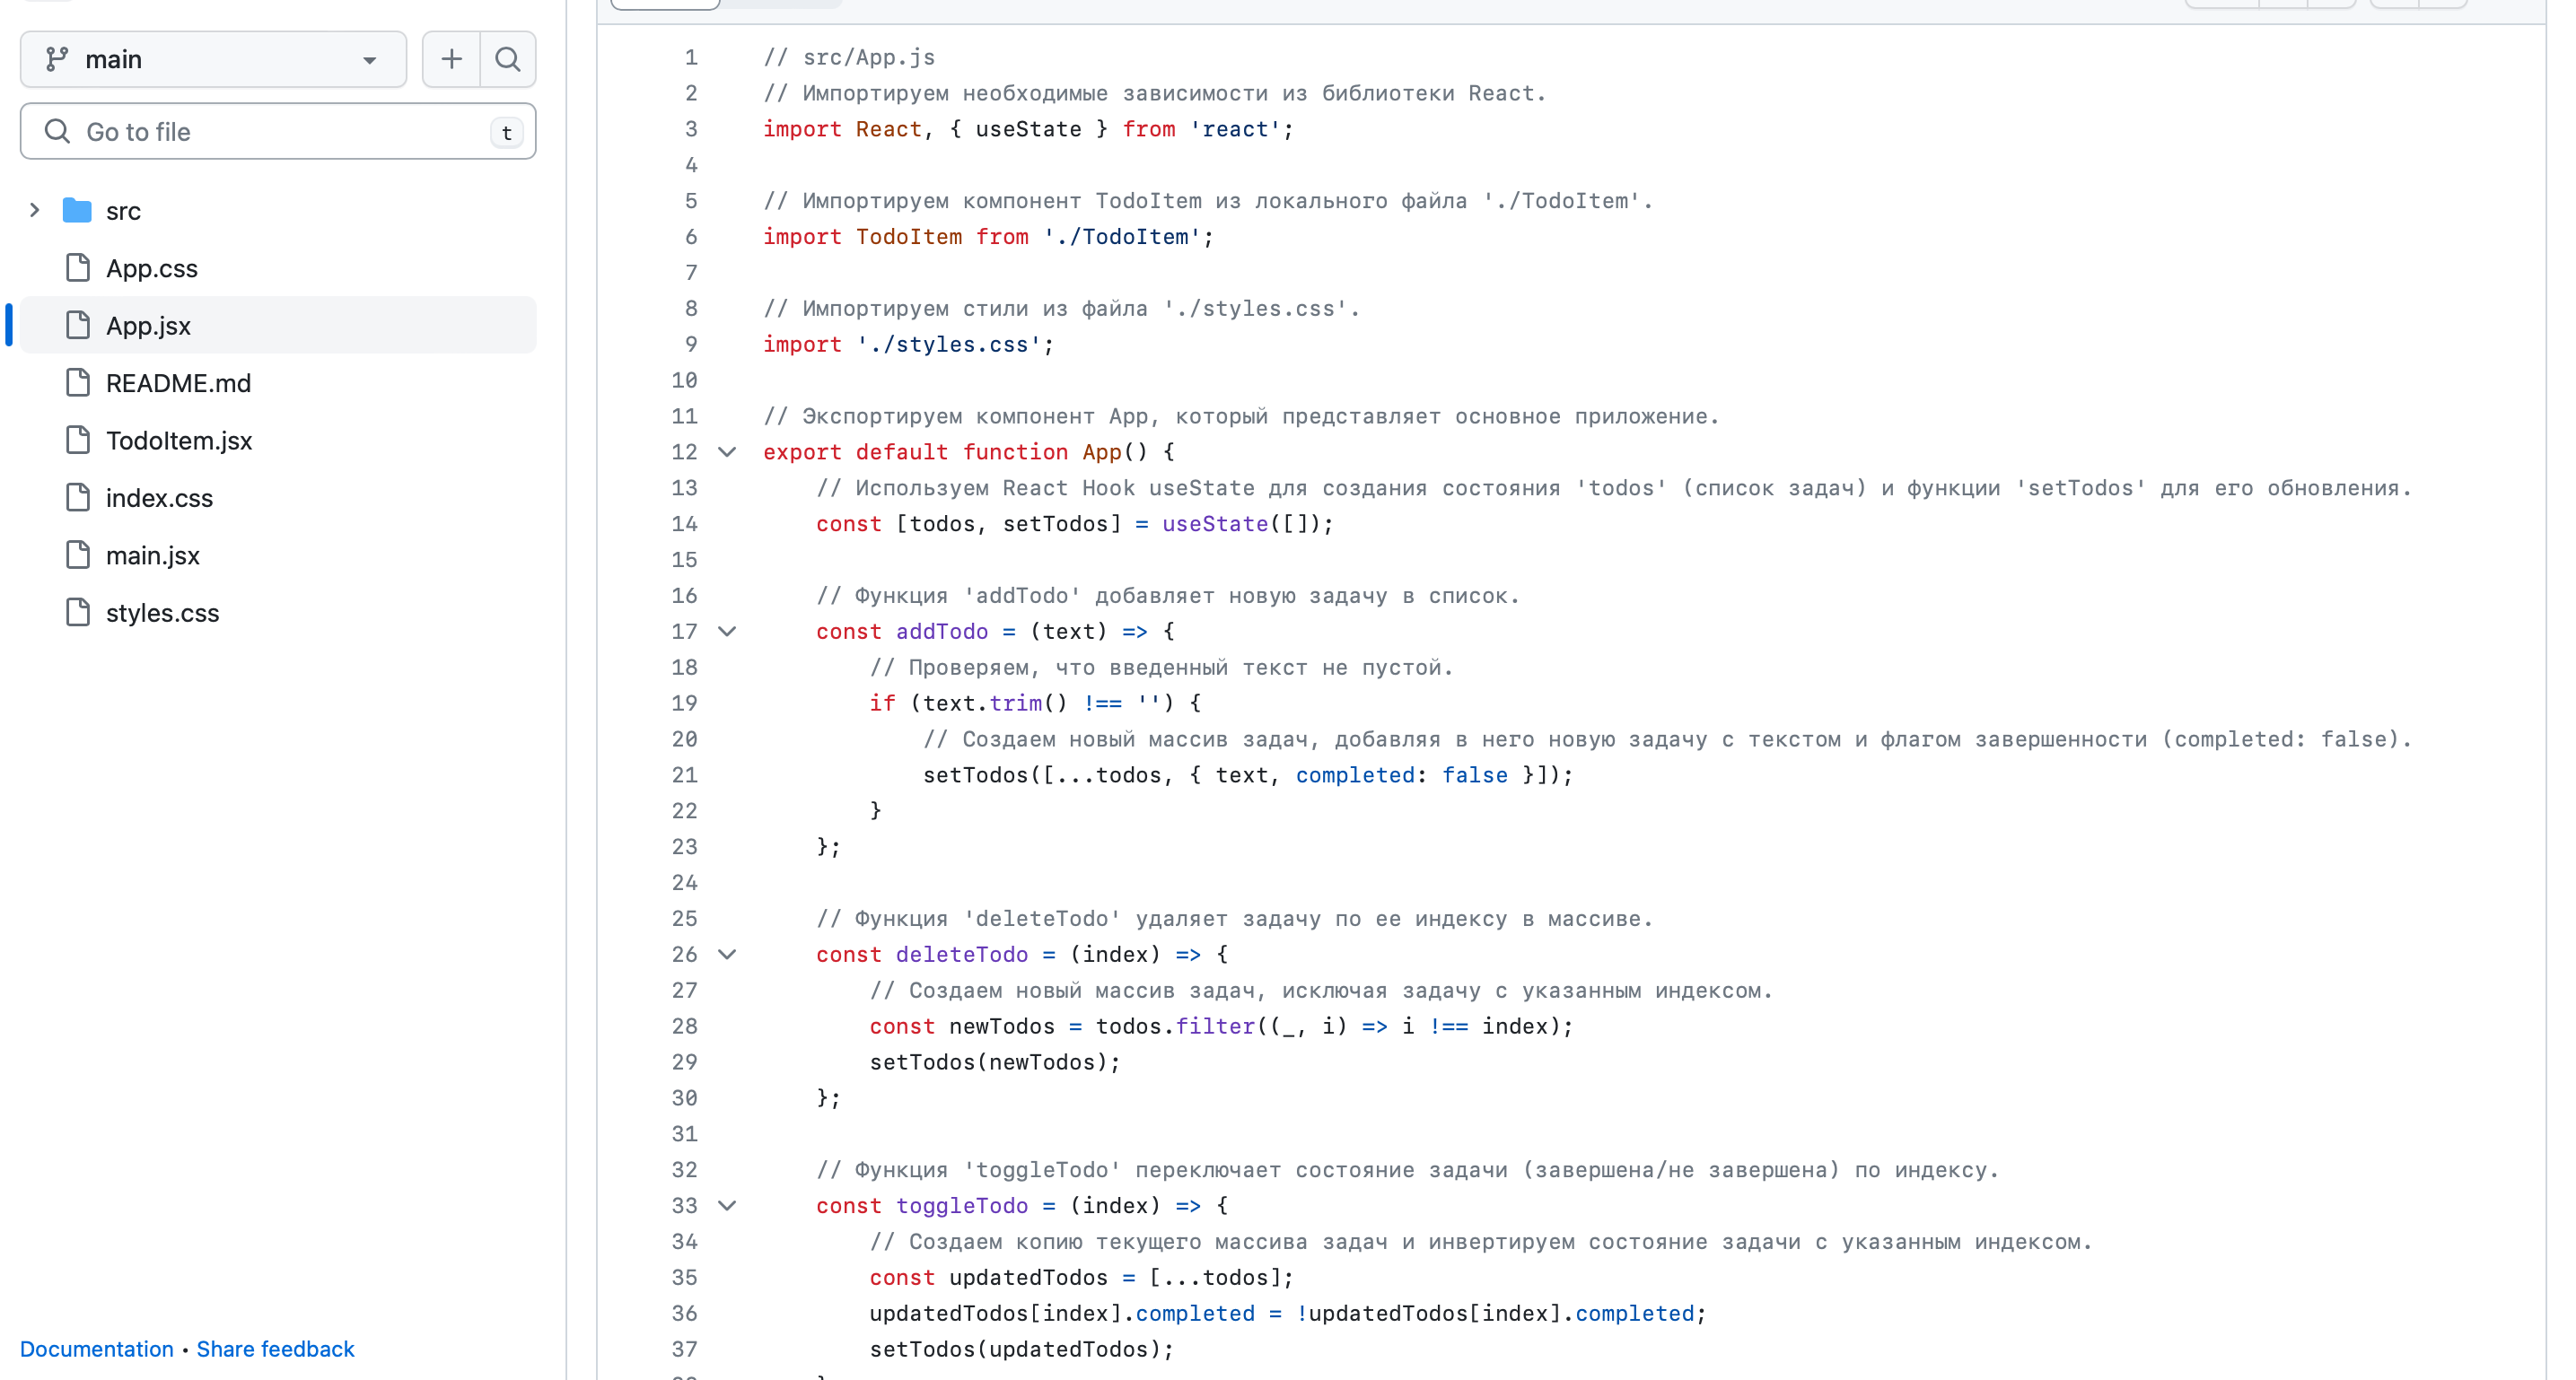 main
Go to file
t
src
App.css
App.jsx
README.md
TodoItem.jsx
index.css
main.jsx
styles.css
Documentation • Share feedback
1 // src/App.js
2 // Импортируем необходимые зависимости из библиотеки React.
3 import React, { useState } from 'react';
4
5 // Импортируем компонент TodoItem из локального файла './TodoItem'.
6 import TodoItem from './TodoItem';
7
8 // Импортируем стили из файла './styles.css'.
9 import './styles.css';
10
11 // Экспортируем компонент App, который представляет основное приложение.
12 export default function App() {
13     // Используем React Hook useState для создания состояния 'todos' (список задач) и функции 'setTodos' для его обновления.
14     const [todos, setTodos] = useState([]);
15
16     // Функция 'addTodo' добавляет новую задачу в список.
17     const addTodo = (text) => {
18         // Проверяем, что введенный текст не пустой.
19         if (text.trim() !== '') {
20             // Создаем новый массив задач, добавляя в него новую задачу с текстом и флагом завершенности (completed: false).
21             setTodos([...todos, { text, completed: false }]);
22         }
23     };
24
25     // Функция 'deleteTodo' удаляет задачу по ее индексу в массиве.
26     const deleteTodo = (index) => {
27         // Создаем новый массив задач, исключая задачу с указанным индексом.
28         const newTodos = todos.filter((_, i) => i !== index);
29         setTodos(newTodos);
30     };
31
32     // Функция 'toggleTodo' переключает состояние задачи (завершена/не завершена) по индексу.
33     const toggleTodo = (index) => {
34         // Создаем копию текущего массива задач и инвертируем состояние задачи с указанным индексом.
35         const updatedTodos = [...todos];
36         updatedTodos[index].completed = !updatedTodos[index].completed;
37         setTodos(updatedTodos);